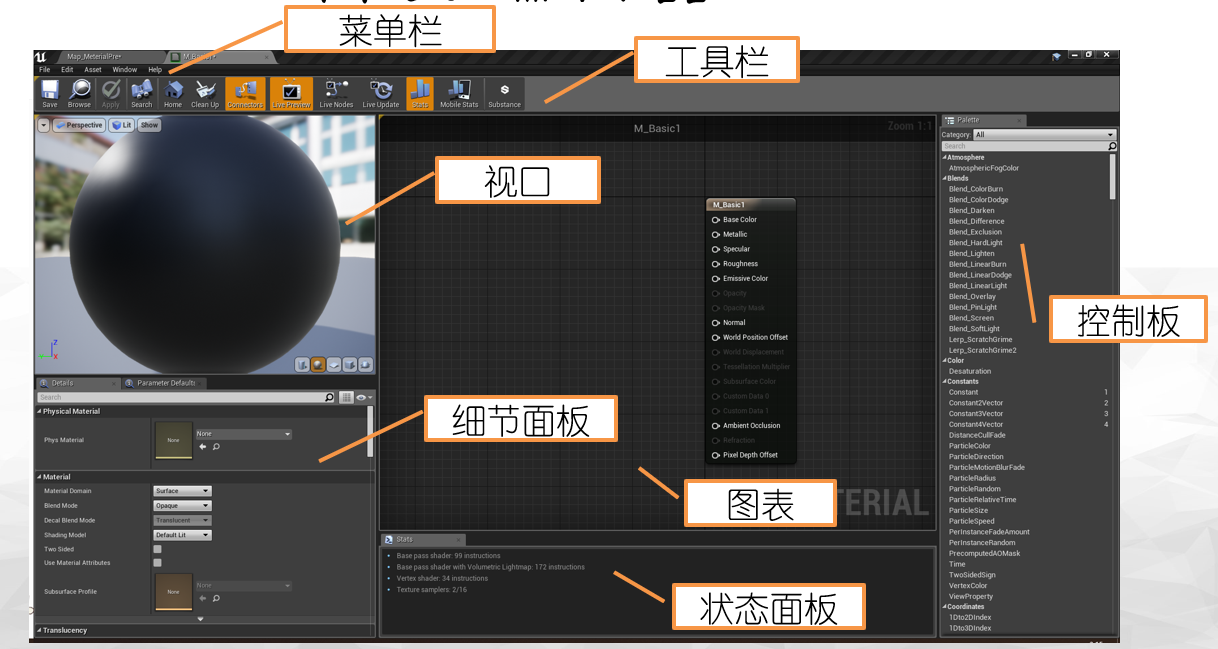 菜单栏
工具栏
Map_MeterialPre*
M_Basic1*
File Edit Asset Window Help
Save Browse Apply Search Home Clean Up Connectors Live Preview Live Nodes Live Update Stats Mobile Stats Substance
Perspective Lit Show
M_Basic1
Zoom 1:1
视口
Z
X
M_Basic1
Base Color
Metallic
Specular
Roughness
Emissive Color
Opacity
Opacity Mask
Normal
World Position Offset
World Displacement
Tessellation Multiplier
Subsurface Color
Custom Data 0
Custom Data 1
Ambient Occlusion
Refraction
Pixel Depth Offset
图表
Palette
Category: All
Search
Atmosphere
AtmosphericFogColor
Blends
Blend_ColorBurn
Blend_ColorDodge
Blend_Darken
Blend_Difference
Blend_Exclusion
Blend_HardLight
Blend_Lighten
Blend_LinearBurn
Blend_LinearDodge
Blend_LinearLight
Blend_Overlay
Blend_PinLight
Blend_Screen
Blend_SoftLight
Lerp_ScratchGrime
Lerp_ScratchGrime2
Color
Desaturation
Constants
Constant 1
Constant2Vector 2
Constant3Vector 3
Constant4Vector 4
DistanceCullFade
ParticleColor
ParticleDirection
ParticleMotionBlurFade
ParticleRadius
ParticleRandom
ParticleRelativeTime
ParticleSize
ParticleSpeed
PerInstanceFadeAmount
PerInstanceRandom
PrecomputedAOMask
Time
TwoSidedSign
VertexColor
ViewProperty
Coordinates
1Dto2DIndex
1Dto3DIndex
控制板
Details
Parameter Defaults
Search
Physical Material
Phys Material None None
Material
Material Domain Surface
Blend Mode Opaque
Decal Blend Mode Translucent
Shading Model Default Lit
Two Sided
Use Material Attributes
Subsurface Profile None None
Translucency
细节面板
Stats
Base pass shader: 99 instructions
Base pass shader with Volumetric Lightmap: 172 instructions
Vertex shader: 34 instructions
Texture samplers: 2/16
状态面板